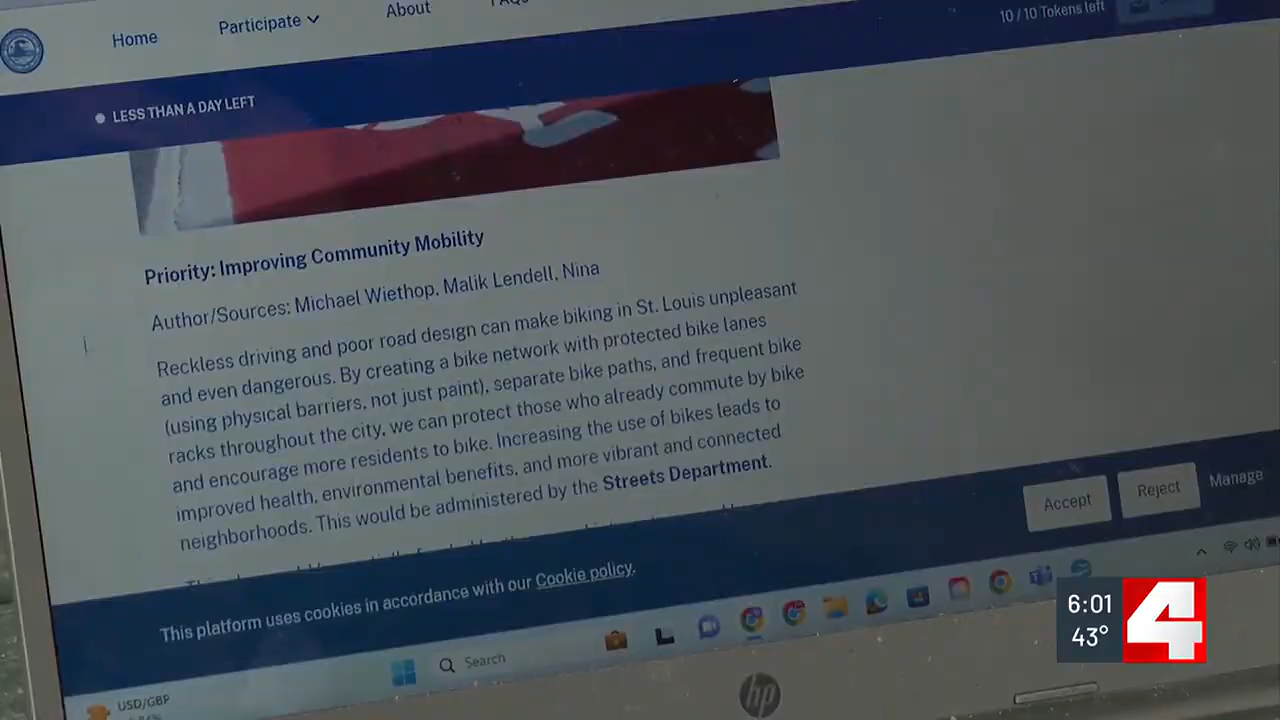 Home
Participate
About
FAQs
10 / 10 Tokens left
LESS THAN A DAY LEFT
Priority: Improving Community Mobility
Author/Sources: Michael Wiethop, Malik Lendell, Nina
Reckless driving and poor road design can make biking in St. Louis unpleasant
and even dangerous. By creating a bike network with protected bike lanes
(using physical barriers, not just paint), separate bike paths, and frequent bike
racks throughout the city, we can protect those who already commute by bike
and encourage more residents to bike. Increasing the use of bikes leads to
improved health, environmental benefits, and more vibrant and connected
neighborhoods. This would be administered by the Streets Department.
This platform uses cookies in accordance with our Cookie policy.
Accept
Reject
Manage
USD/GBP
Search
hp
6:01
43°
4